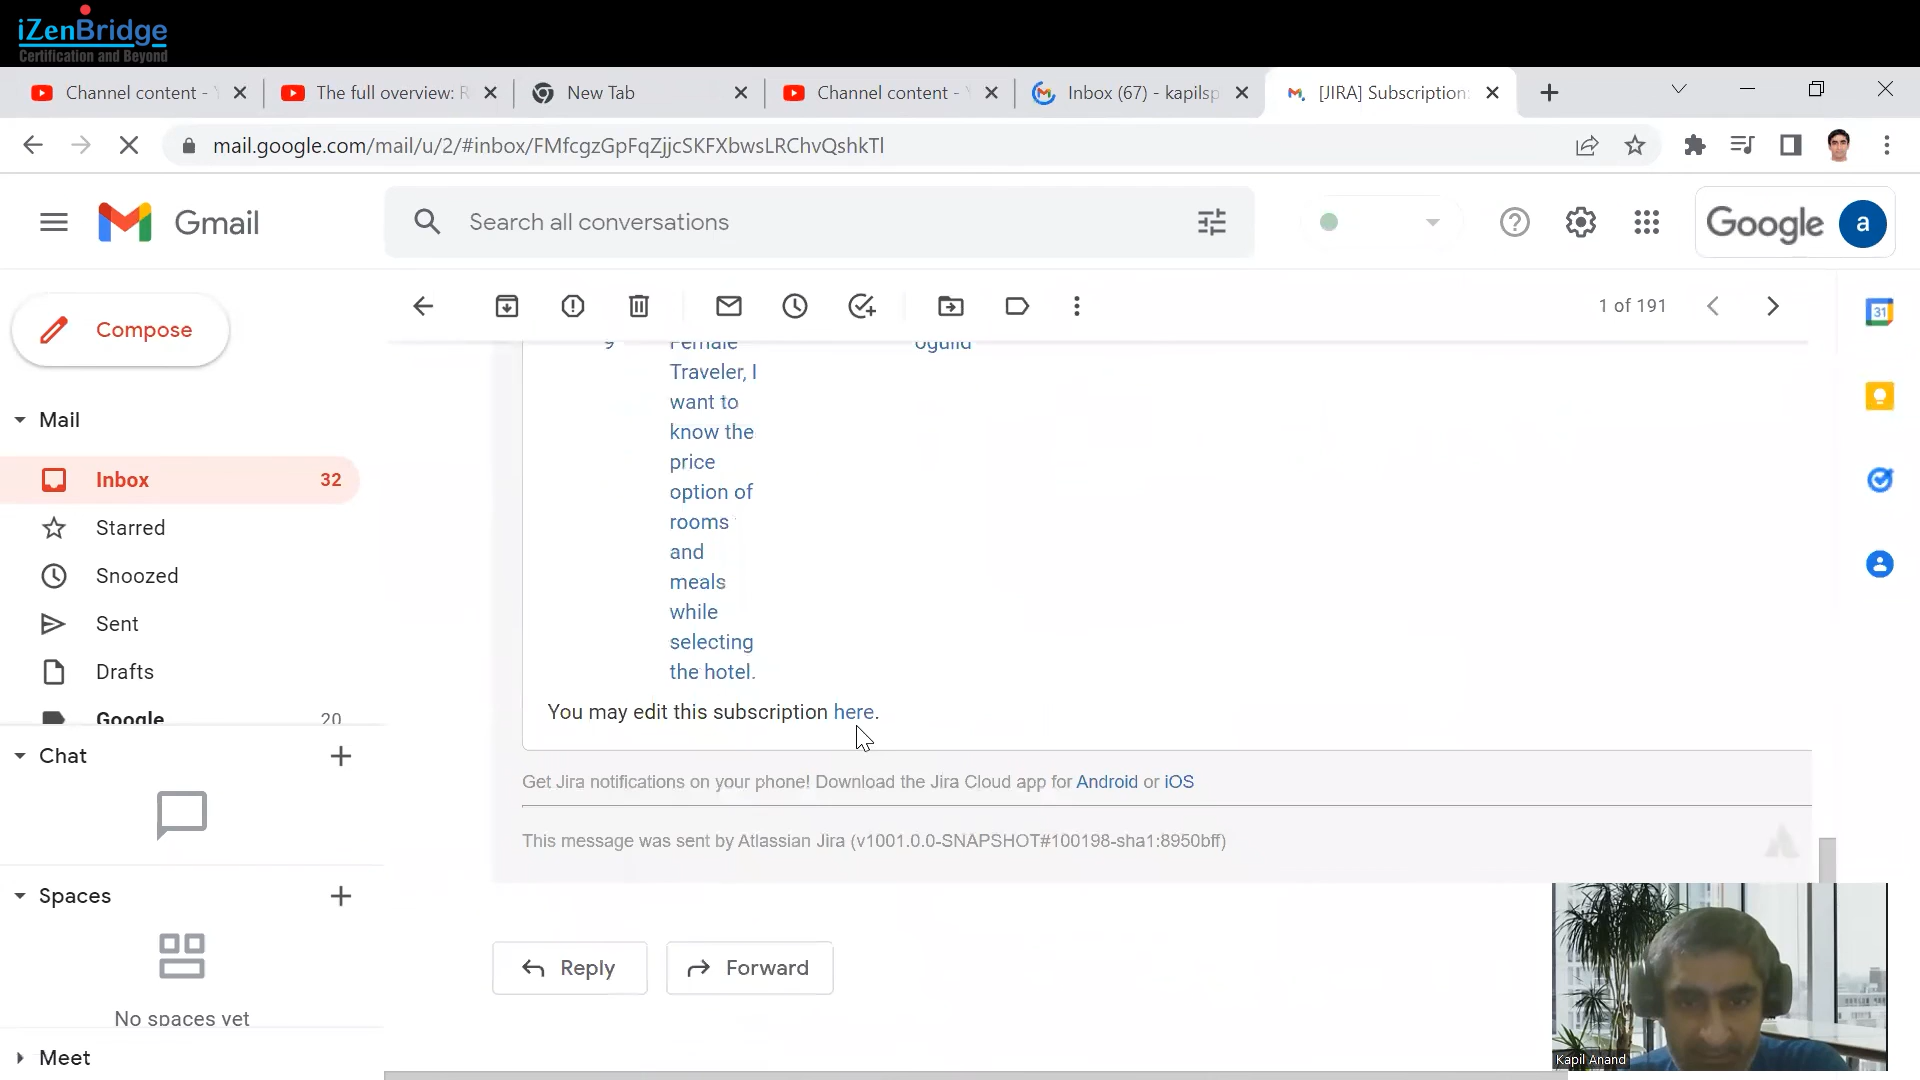 iZenBridge
Certification and Beyond
Channel content -
The full overview: R
New Tab
Channel content -
Inbox (67) - kapilsp
[JIRA] Subscription:
mail.google.com/mail/u/2/#inbox/FMfcgzGpFqZjjcSKFXbwsLRChvQshkTl
Gmail
Search all conversations
Google
a
Compose
1 of 191
31
Mail
Inbox 32
Starred
Snoozed
Sent
Drafts
Google 20
Chat
Spaces
No spaces yet
Meet
9 Female oguild
Traveler, I
want to
know the
price
option of
rooms
and
meals
while
selecting
the hotel.
You may edit this subscription here.
Get Jira notifications on your phone! Download the Jira Cloud app for Android or iOS
This message was sent by Atlassian Jira (v1001.0.0-SNAPSHOT#100198-sha1:8950bff)
Reply
Forward
Kapil Anand